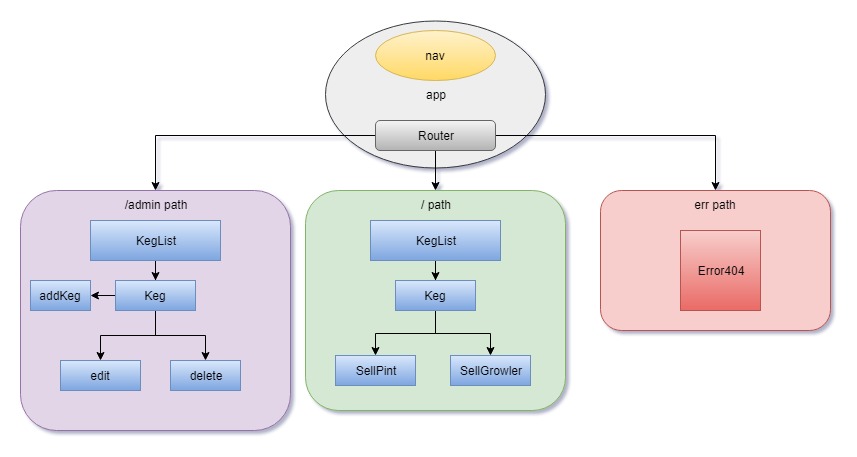 nav
app
Router
/admin path
KegList
addKeg
Keg
edit
delete
/ path
KegList
Keg
SellPint
SellGrowler
err path
Error404